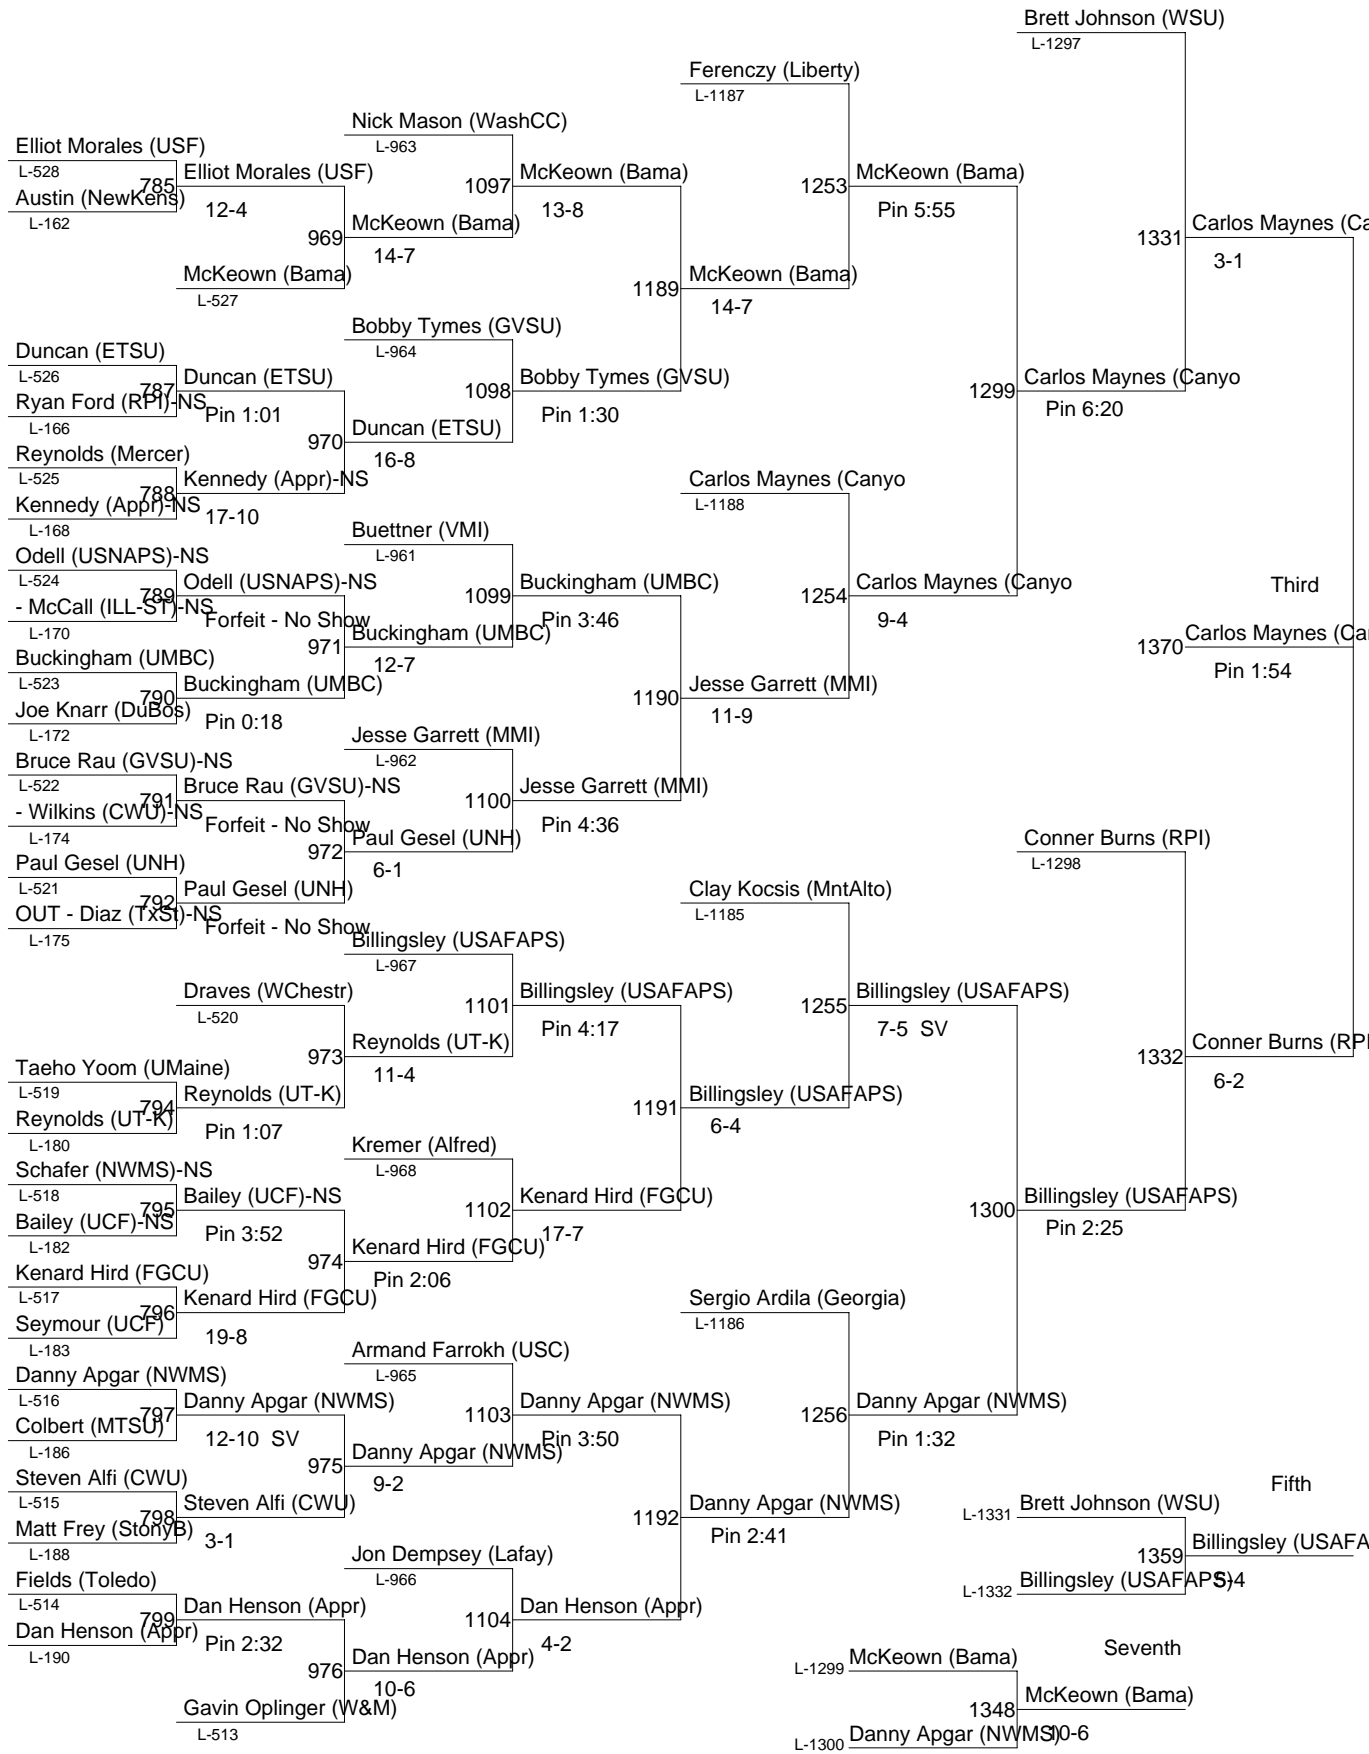 Brett Johnson (WSU)
L-1297
Ferenczy (Liberty)
L-1187
Nick Mason (WashCC)
L-963
Elliot Morales (USF)
L-528
785
Elliot Morales (USF)
12-4
Austin (NewKens)
L-162
1097
McKeown (Bama)
13-8
1253
McKeown (Bama)
Pin 5:55
969
McKeown (Bama)
14-7
1331
Carlos Maynes (Ca
3-1
McKeown (Bama)
L-527
1189
McKeown (Bama)
14-7
Bobby Tymes (GVSU)
L-964
Duncan (ETSU)
L-526
787
Duncan (ETSU)
Pin 1:01
Ryan Ford (RPI)-NS
L-166
1098
Bobby Tymes (GVSU)
Pin 1:30
1299
Carlos Maynes (Canyo
Pin 6:20
970
Duncan (ETSU)
16-8
Reynolds (Mercer)
L-525
788
Kennedy (Appr)-NS
17-10
Kennedy (Appr)-NS
L-168
Carlos Maynes (Canyo
L-1188
Buettner (VMI)
L-961
Odell (USNAPS)-NS
L-524
789
Odell (USNAPS)-NS
Forfeit - No Show
- McCall (ILL-ST)-NS
L-170
1099
Buckingham (UMBC)
Pin 3:46
1254
Carlos Maynes (Canyo
9-4
Third
971
Buckingham (UMBC)
12-7
1370
Carlos Maynes (Ca
Pin 1:54
Buckingham (UMBC)
L-523
790
Buckingham (UMBC)
Pin 0:18
Joe Knarr (DuBos)
L-172
1190
Jesse Garrett (MMI)
11-9
Jesse Garrett (MMI)
L-962
Bruce Rau (GVSU)-NS
L-522
791
Bruce Rau (GVSU)-NS
Forfeit - No Show
- Wilkins (CWU)-NS
L-174
1100
Jesse Garrett (MMI)
Pin 4:36
972
Paul Gesel (UNH)
6-1
Conner Burns (RPI)
L-1298
Paul Gesel (UNH)
L-521
792
Paul Gesel (UNH)
Forfeit - No Show
OUT - Diaz (TxSt)-NS
L-175
Clay Kocsis (MntAlto)
L-1185
Billingsley (USAFAPS)
L-967
Draves (WChestr)
L-520
1101
Billingsley (USAFAPS)
Pin 4:17
1255
Billingsley (USAFAPS)
7-5 SV
973
Reynolds (UT-K)
11-4
1332
Conner Burns (RP
6-2
Taeho Yoom (UMaine)
L-519
794
Reynolds (UT-K)
Pin 1:07
Reynolds (UT-K)
L-180
1191
Billingsley (USAFAPS)
6-4
Kremer (Alfred)
L-968
Schafer (NWMS)-NS
L-518
795
Bailey (UCF)-NS
Pin 3:52
Bailey (UCF)-NS
L-182
1102
Kenard Hird (FGCU)
17-7
1300
Billingsley (USAFAPS)
Pin 2:25
974
Kenard Hird (FGCU)
Pin 2:06
Kenard Hird (FGCU)
L-517
796
Kenard Hird (FGCU)
19-8
Seymour (UCF)
L-183
Sergio Ardila (Georgia)
L-1186
Armand Farrokh (USC)
L-965
Danny Apgar (NWMS)
L-516
797
Danny Apgar (NWMS)
12-10 SV
Colbert (MTSU)
L-186
1103
Danny Apgar (NWMS)
Pin 3:50
1256
Danny Apgar (NWMS)
Pin 1:32
975
Danny Apgar (NWMS)
9-2
Steven Alfi (CWU)
L-515
798
Steven Alfi (CWU)
3-1
Matt Frey (StonyB)
L-188
1192
Danny Apgar (NWMS)
Pin 2:41
Fifth
L-1331
Brett Johnson (WSU)
1359
Billingsley (USAFA
5-4
L-1332
Billingsley (USAFAPS)
Jon Dempsey (Lafay)
L-966
Fields (Toledo)
L-514
799
Dan Henson (Appr)
Pin 2:32
Dan Henson (Appr)
L-190
1104
Dan Henson (Appr)
4-2
976
Dan Henson (Appr)
10-6
Gavin Oplinger (W&M)
L-513
Seventh
L-1299
McKeown (Bama)
1348
McKeown (Bama)
10-6
L-1300
Danny Apgar (NWMS)